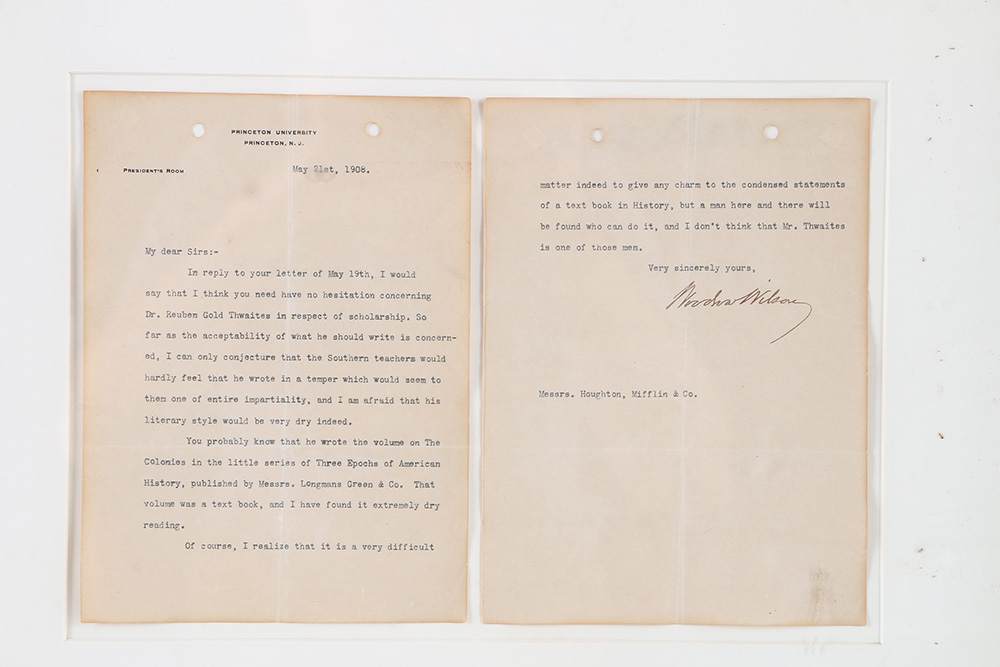 PRINCETON UNIVERSITY
PRINCETON, N. J.
PRESIDENT'S ROOM
May 21st, 1908.
My dear Sirs:-
In reply to your letter of May 19th, I would
say that I think you need have no hesitation concerning
Dr. Reuben Gold Thwaites in respect of scholarship. So
far as the acceptability of what he should write is concern-
ed, I can only conjecture that the Southern teachers would
hardly feel that he wrote in a temper which would seem to
them one of entire impartiality, and I am afraid that his
literary style would be very dry indeed.
You probably know that he wrote the volume on The
Colonies in the little series of Three Epochs of American
History, published by Messrs. Longmans Green & Co. That
volume was a text book, and I have found it extremely dry
reading.
Of course, I realize that it is a very difficult
matter indeed to give any charm to the condensed statements
of a text book in History, but a man here and there will
be found who can do it, and I don't think that Mr. Thwaites
is one of those men.
Very sincerely yours,
Woodrow Wilson
Messrs. Houghton, Mifflin & Co.